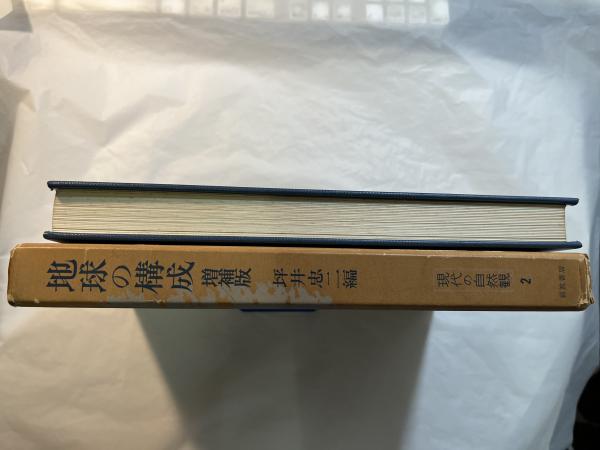 地球の構成
増補版
坪井忠二編
現代の自然観
2